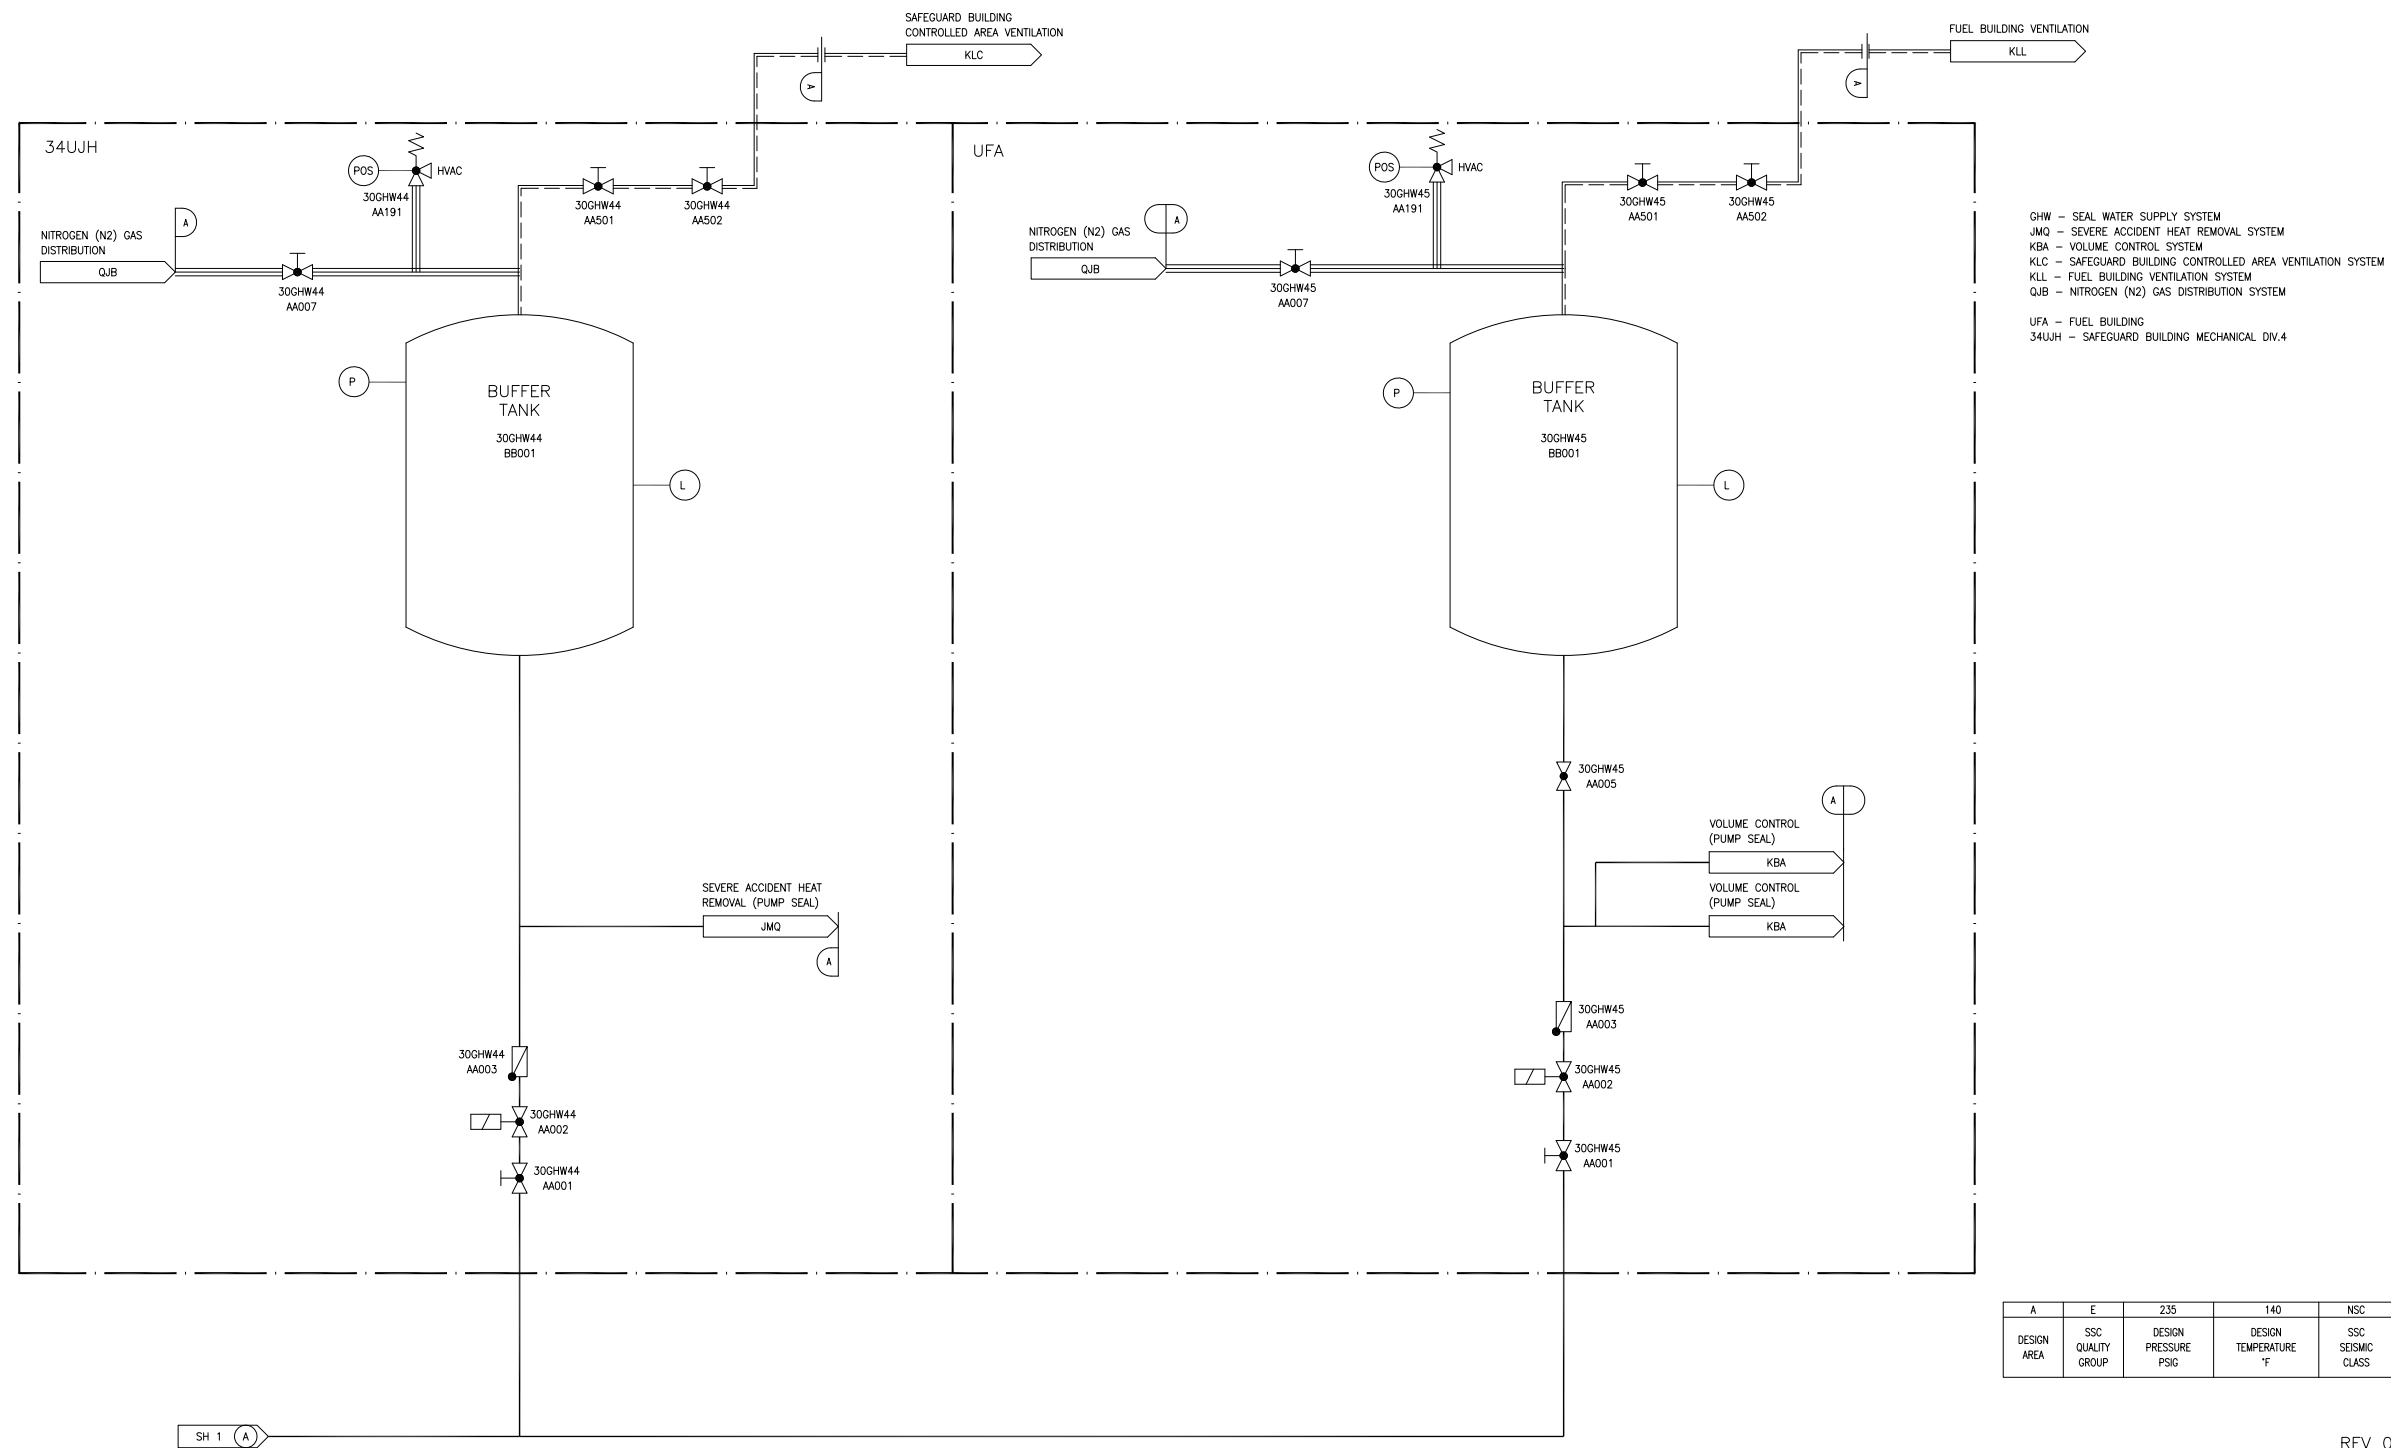 SAFEGUARD BUILDING
CONTROLLED AREA VENTILATION
KLC
A
FUEL BUILDING VENTILATION
KLL
A
34UJH
POS
HVAC
30GHW44
AA191
30GHW44
AA501
30GHW44
AA502
A
NITROGEN (N2) GAS
DISTRIBUTION
QJB
30GHW44
AA007
P
BUFFER
TANK
30GHW44
BB001
L
SEVERE ACCIDENT HEAT
REMOVAL (PUMP SEAL)
JMQ
A
30GHW44
AA003
30GHW44
AA002
30GHW44
AA001
UFA
POS
HVAC
30GHW45
AA191
30GHW45
AA501
30GHW45
AA502
A
NITROGEN (N2) GAS
DISTRIBUTION
QJB
30GHW45
AA007
P
BUFFER
TANK
30GHW45
BB001
L
30GHW45
AA005
A
VOLUME CONTROL
(PUMP SEAL)
KBA
VOLUME CONTROL
(PUMP SEAL)
KBA
30GHW45
AA003
30GHW45
AA002
30GHW45
AA001
GHW – SEAL WATER SUPPLY SYSTEM
JMQ – SEVERE ACCIDENT HEAT REMOVAL SYSTEM
KBA – VOLUME CONTROL SYSTEM
KLC – SAFEGUARD BUILDING CONTROLLED AREA VENTILATION SYSTEM
KLL – FUEL BUILDING VENTILATION SYSTEM
QJB – NITROGEN (N2) GAS DISTRIBUTION SYSTEM
UFA – FUEL BUILDING
34UJH – SAFEGUARD BUILDING MECHANICAL DIV.4
A E 235 140 NSC
DESIGN AREA
SSC QUALITY GROUP
DESIGN PRESSURE PSIG
DESIGN TEMPERATURE °F
SSC SEISMIC CLASS
SH 1 A
REV 0